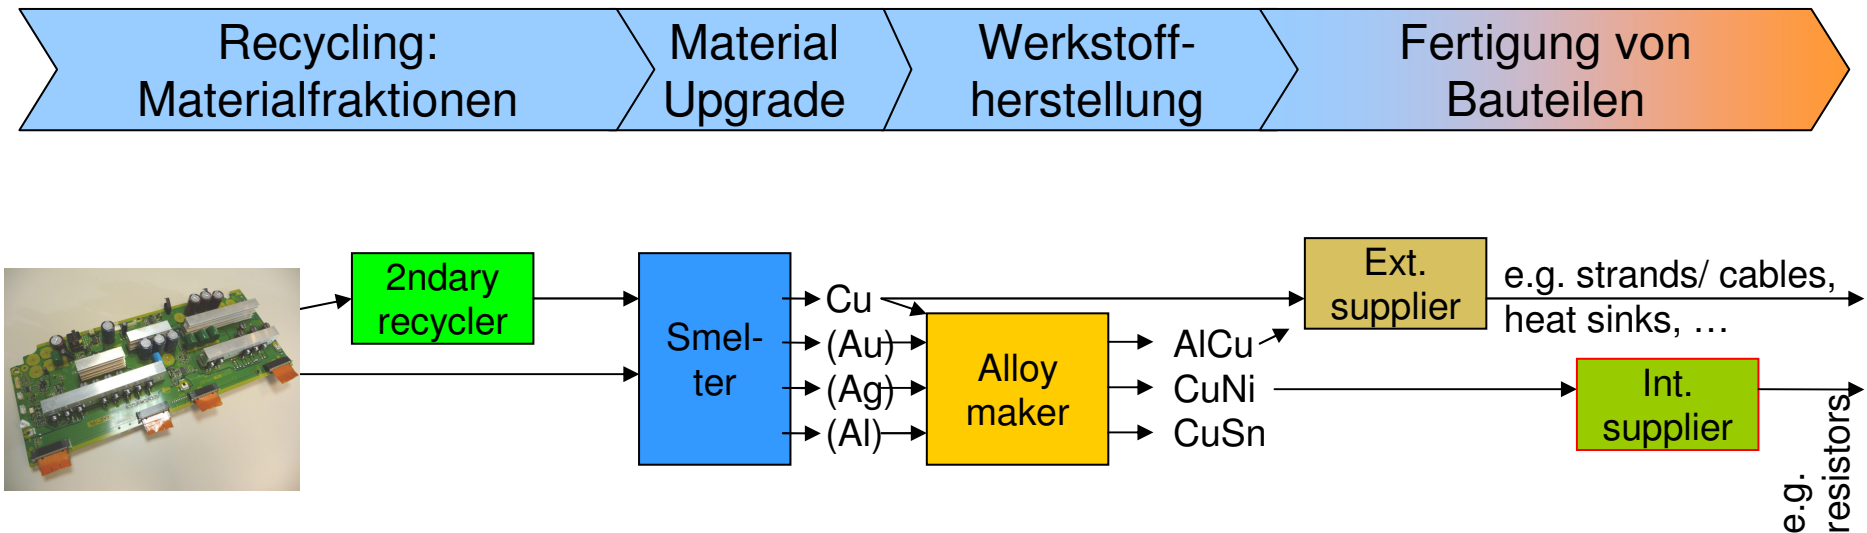 Recycling:
Materialfraktionen
Material
Upgrade
Werkstoff-
herstellung
Fertigung von
Bauteilen
2ndary
recycler
Smel-
ter
Cu
(Au)
(Ag)
(Al)
Alloy
maker
AlCu
CuNi
CuSn
Ext.
supplier
e.g. strands/ cables,
heat sinks, …
Int.
supplier
e.g.
resistors